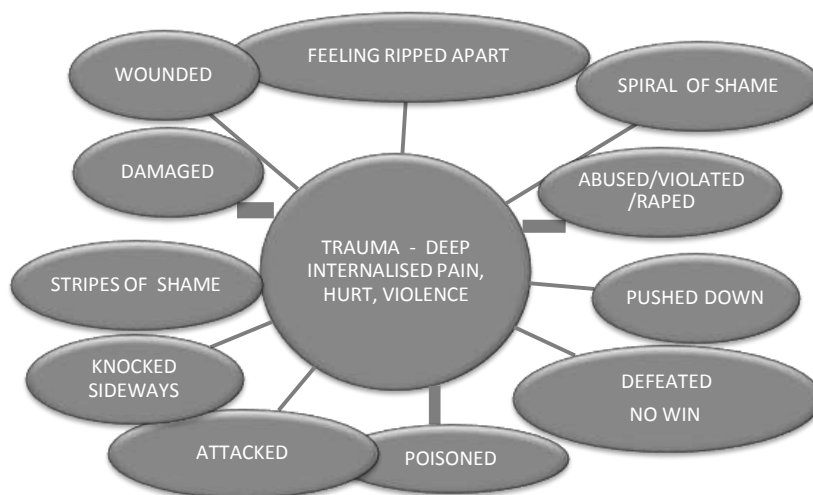 WOUNDED
FEELING RIPPED APART
SPIRAL OF SHAME
DAMAGED
ABUSED/VIOLATED
/RAPED
TRAUMA - DEEP
INTERNALISED PAIN,
HURT, VIOLENCE
STRIPES OF SHAME
PUSHED DOWN
KNOCKED
SIDEWAYS
DEFEATED
NO WIN
ATTACKED
POISONED